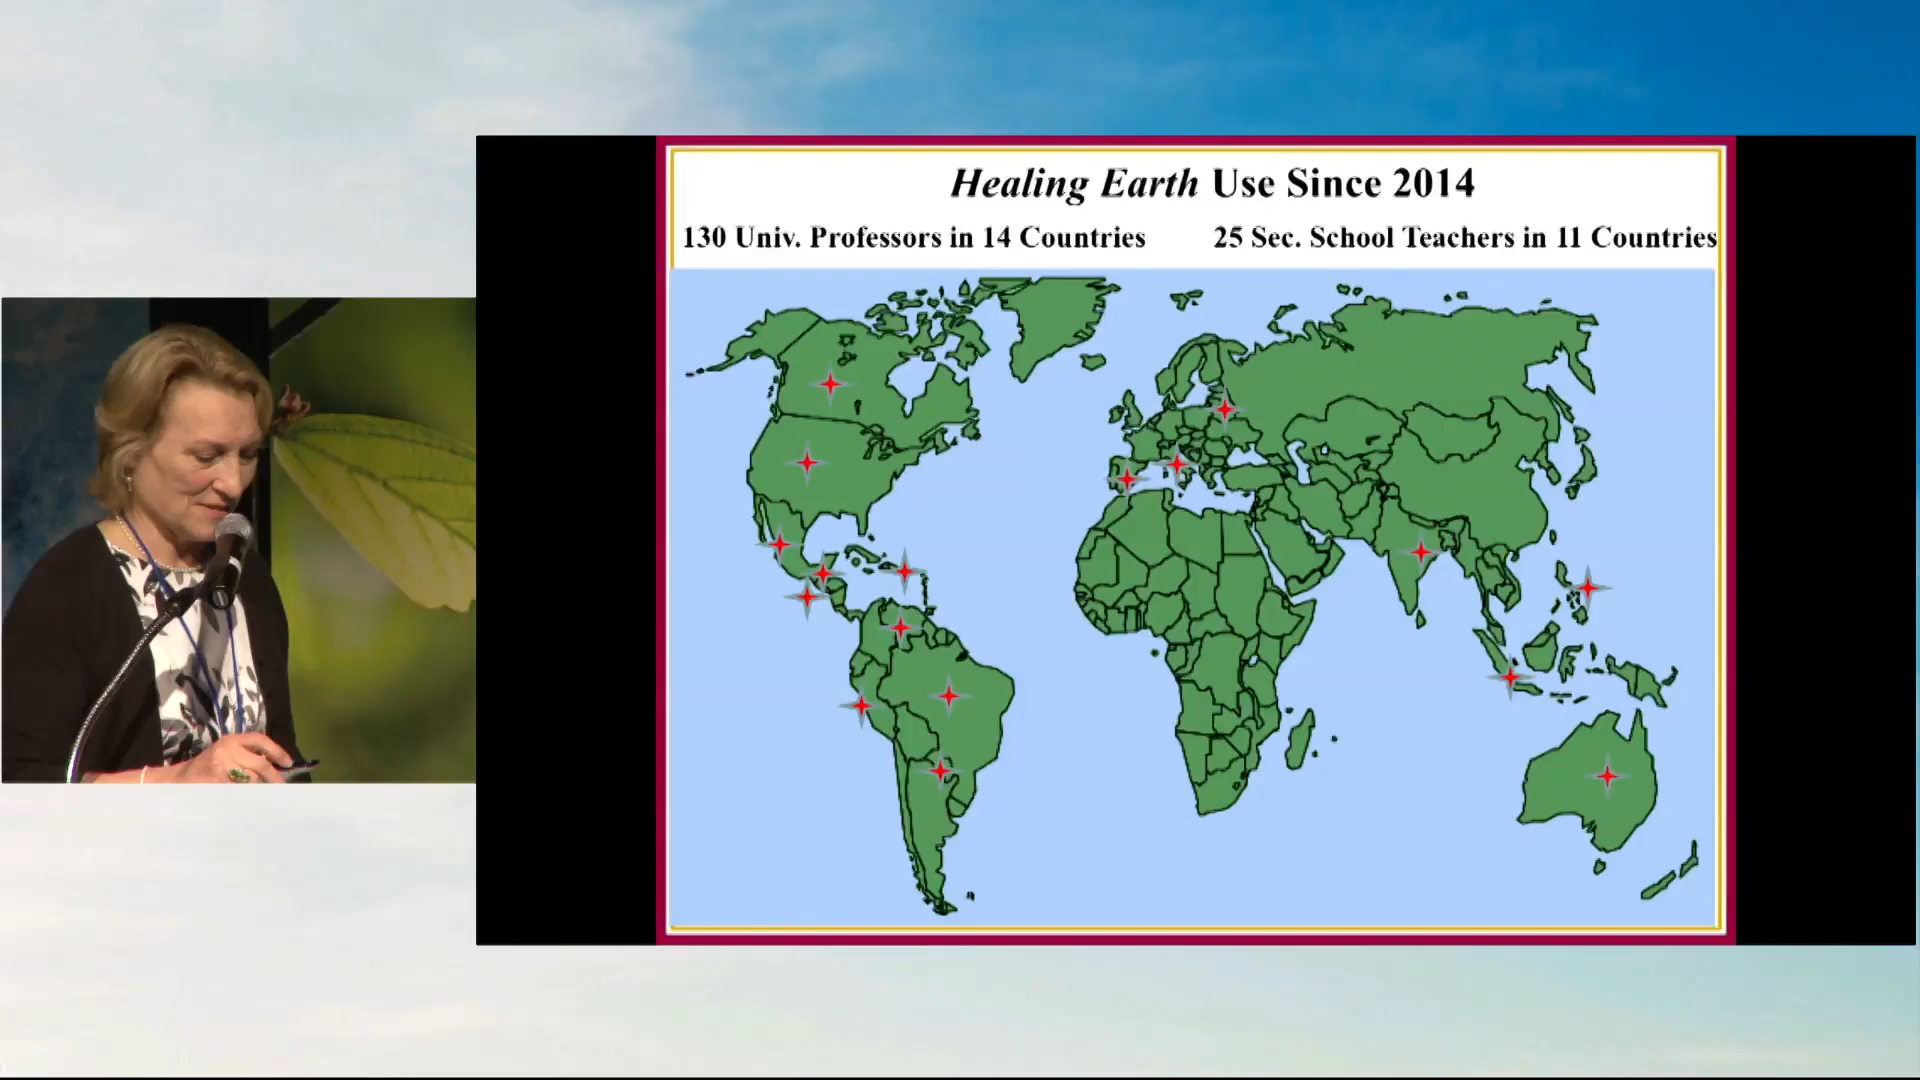 Healing Earth Use Since 2014
130 Univ. Professors in 14 Countries
25 Sec. School Teachers in 11 Countries